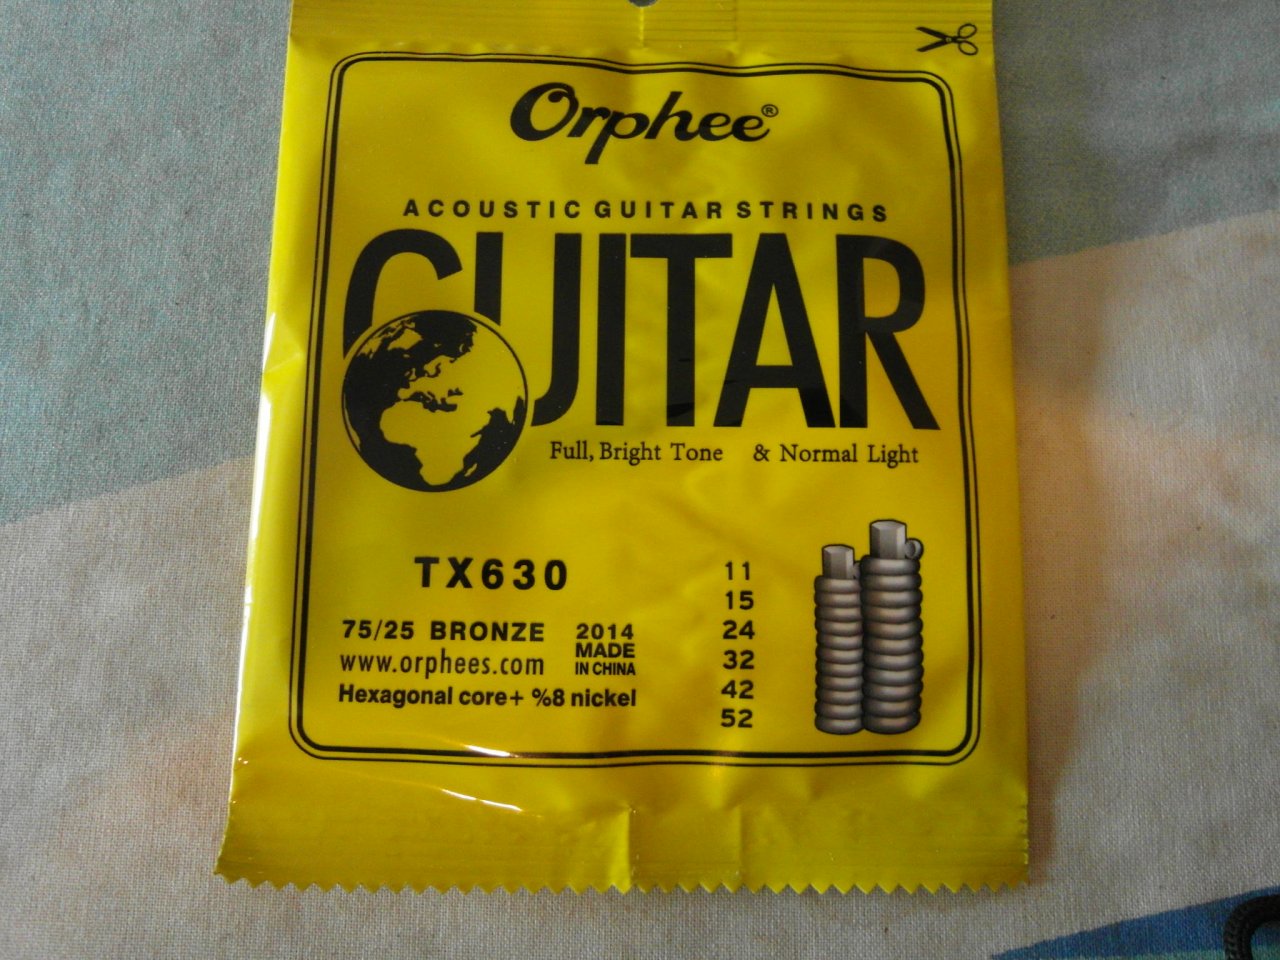 Orphee®
ACOUSTIC GUITAR STRINGS
GUITAR
Full, Bright Tone & Normal Light
TX630
75/25 BRONZE
www.orphees.com
2014
MADE
IN CHINA
Hexagonal core+ %8 nickel
11
15
24
32
42
52